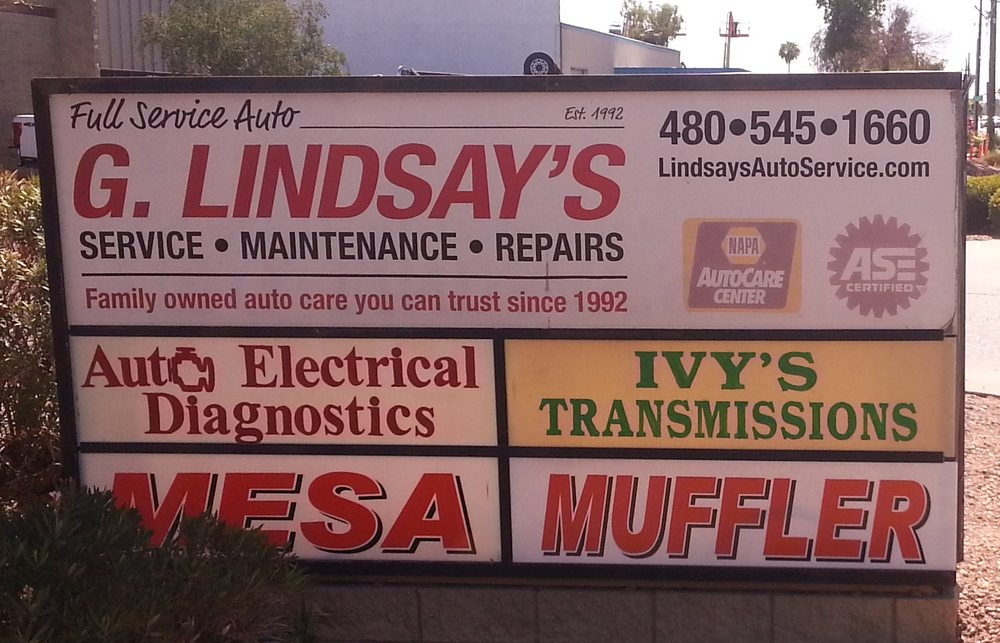 Full Service Auto Est. 1992
G. LINDSAY'S
SERVICE • MAINTENANCE • REPAIRS
Family owned auto care you can trust since 1992
480•545•1660
LindsaysAutoService.com
NAPA
AUTOCARE
CENTER
ASE
CERTIFIED
Auto Electrical
Diagnostics
IVY'S
TRANSMISSIONS
MESA MUFFLER